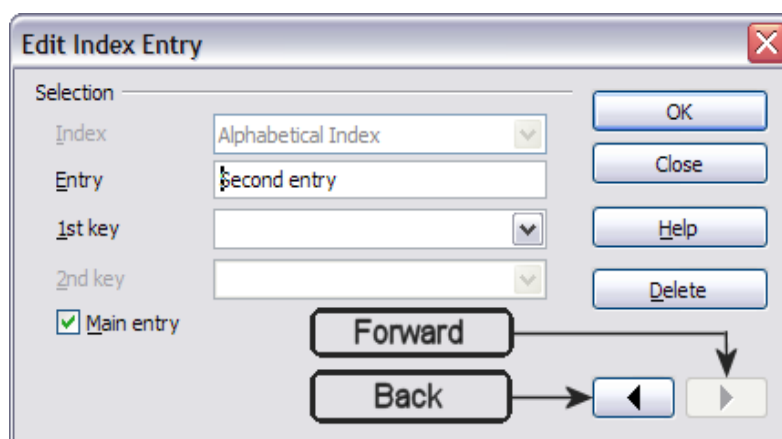 Edit Index Entry
Selection
Index
Alphabetical Index
OK
Entry
Second entry
Close
1st key
Help
2nd key
Delete
Main entry
Forward
Back